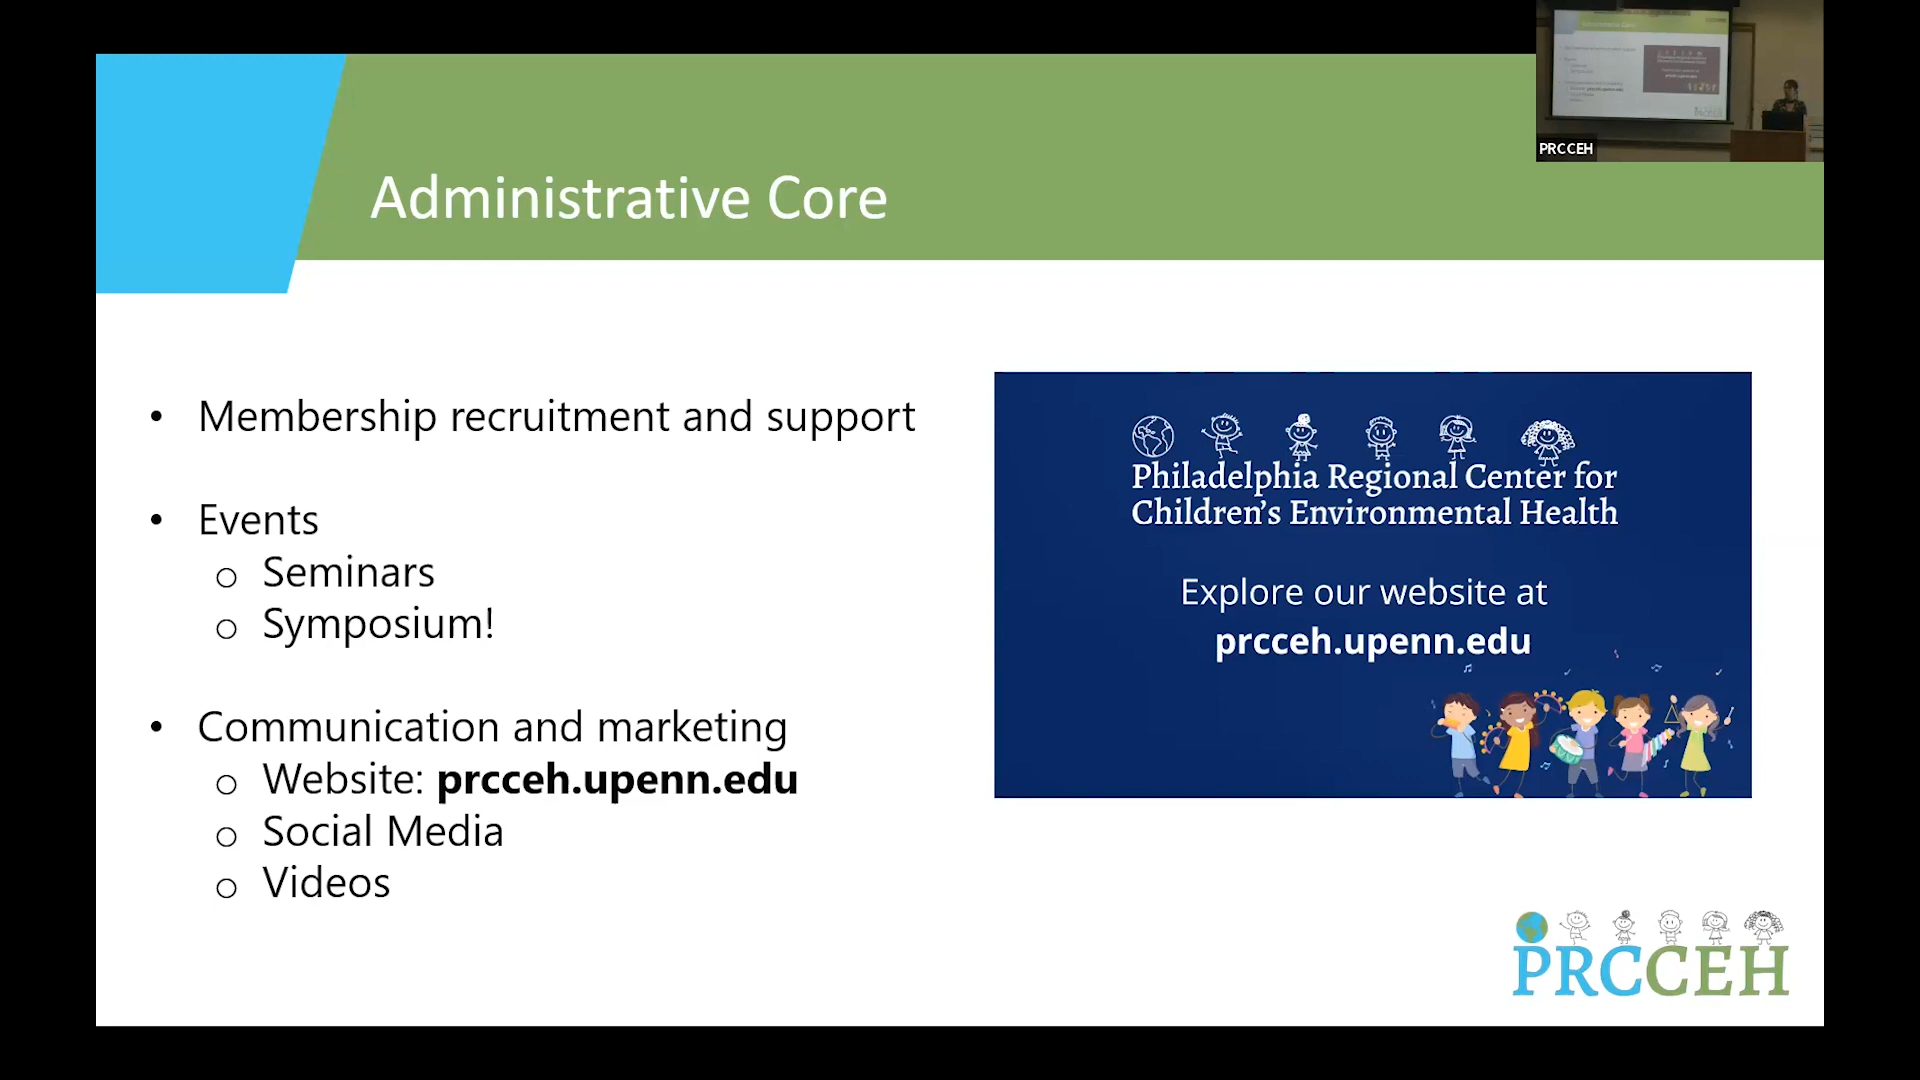 Administrative Core
PRCCEH
• Membership recruitment and support
• Events
o Seminars
o Symposium!
• Communication and marketing
o Website: prcceh.upenn.edu
o Social Media
o Videos
Philadelphia Regional Center for
Children's Environmental Health
Explore our website at
prcceh.upenn.edu
PRCCEH